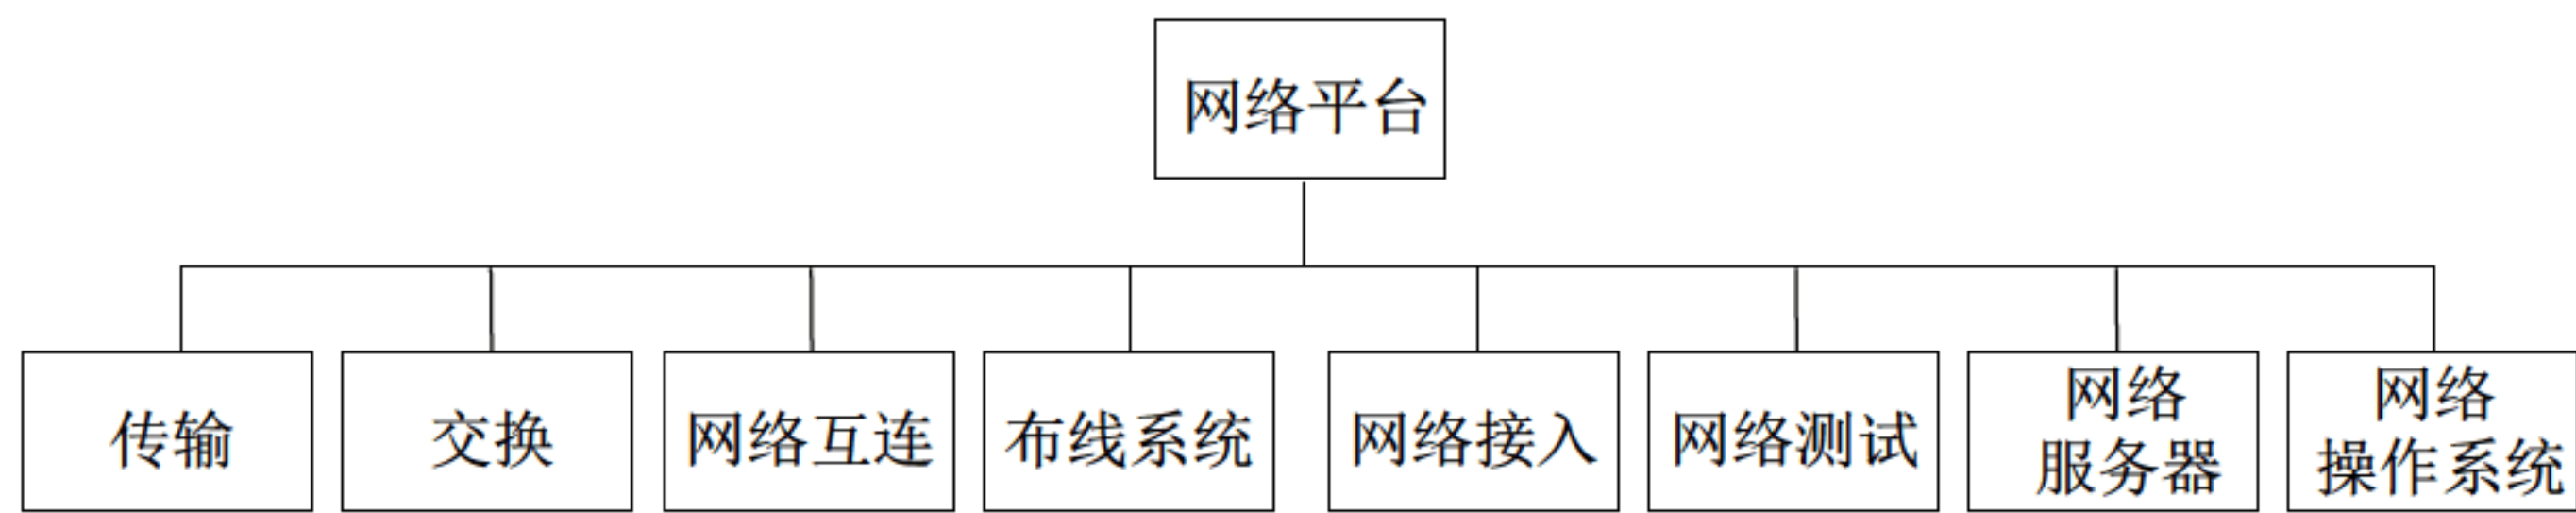 网络平台
传输
交换
网络互连
布线系统
网络接入
网络测试
网络
服务器
网络
操作系统